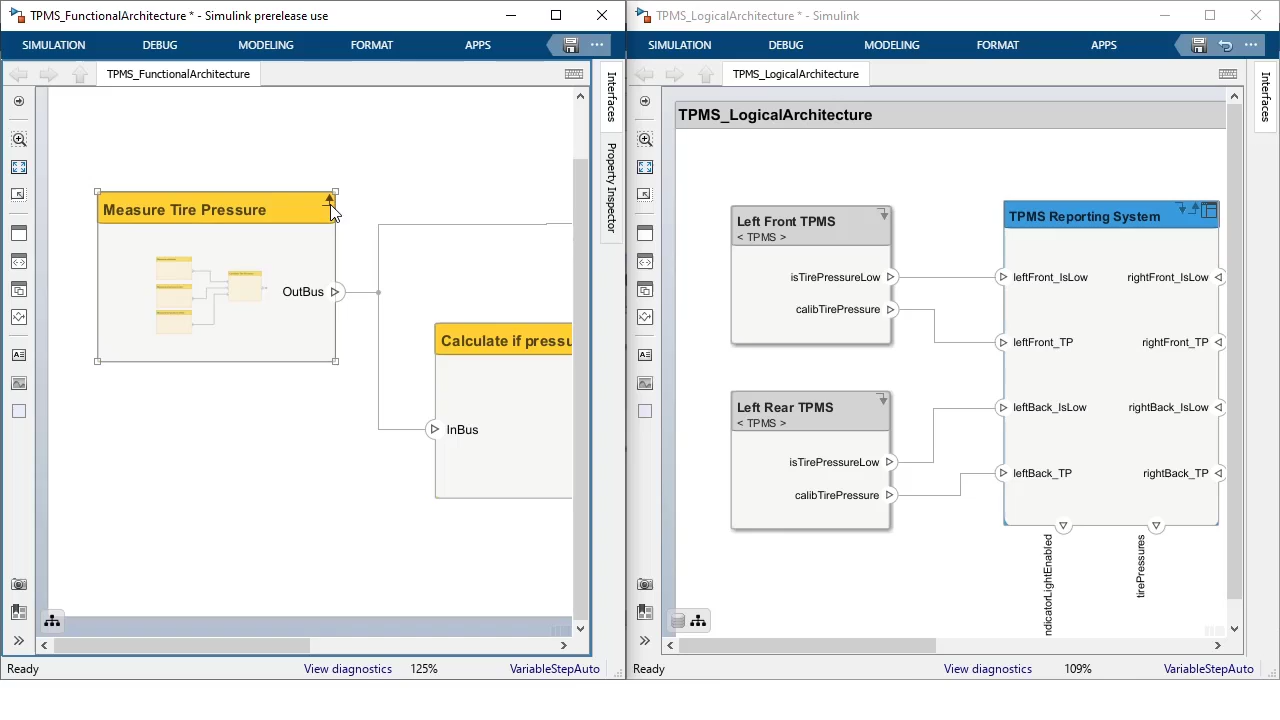 TPMS_FunctionalArchitecture * - Simulink prerelease use
SIMULATION DEBUG MODELING FORMAT APPS
TPMS_FunctionalArchitecture
Interfaces
Property Inspector
Measure Tire Pressure
OutBus
Calculate if pressu
InBus
Ready View diagnostics 125% VariableStepAuto
TPMS_LogicalArchitecture * - Simulink
SIMULATION DEBUG MODELING FORMAT APPS
TPMS_LogicalArchitecture
Interfaces
TPMS_LogicalArchitecture
Left Front TPMS
< TPMS >
isTirePressureLow
calibTirePressure
Left Rear TPMS
< TPMS >
isTirePressureLow
calibTirePressure
TPMS Reporting System
leftFront_IsLow rightFront_IsLow
leftFront_TP rightFront_TP
leftBack_IsLow rightBack_IsLow
leftBack_TP rightBack_TP
ndicatorLightEnabled
tirePressures
Ready View diagnostics 109% VariableStepAuto